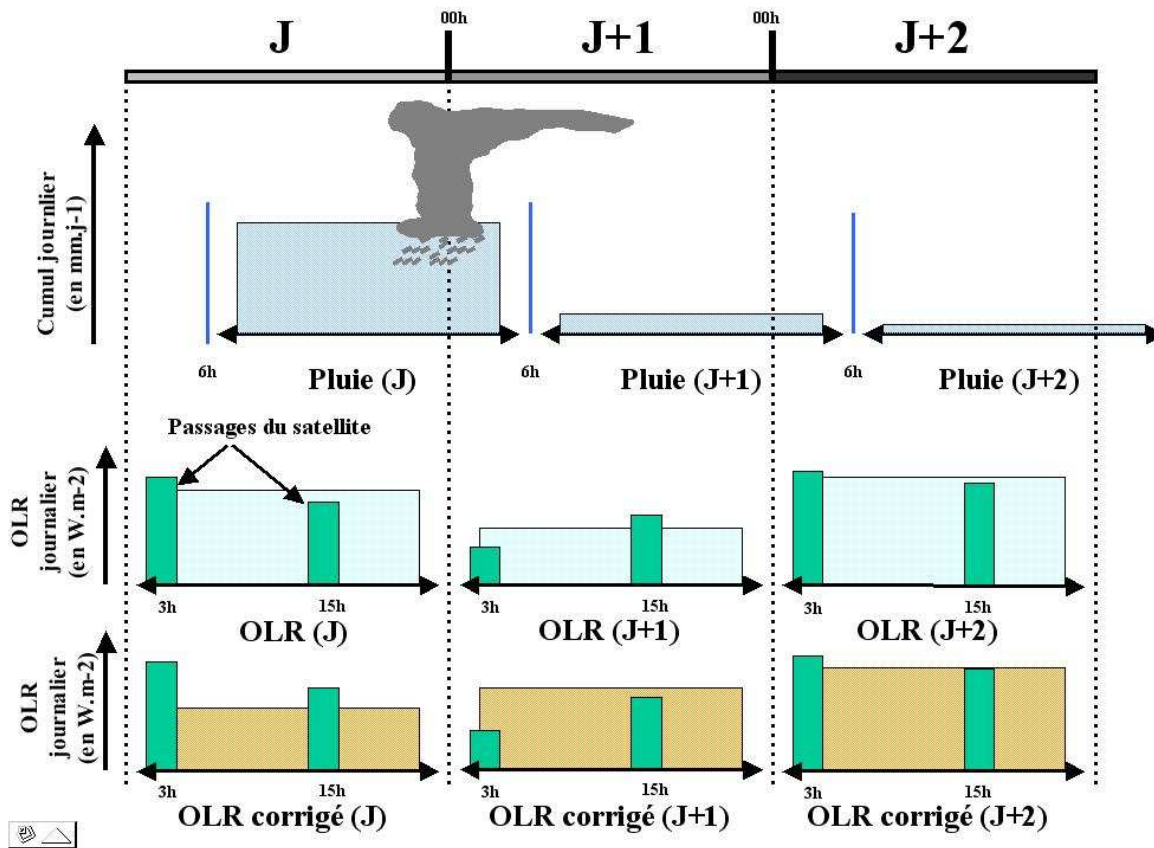 00h
00h
J
J+1
J+2
Cumul journlier
(en mm.j-1)
6h
6h
6h
Pluie (J)
Pluie (J+1)
Pluie (J+2)
Passages du satellite
OLR
journalier
(en W.m-2)
3h
15h
3h
15h
3h
15h
OLR (J)
OLR (J+1)
OLR (J+2)
OLR
journalier
(en W.m-2)
3h
15h
3h
15h
3h
15h
OLR corrigé (J)
OLR corrigé (J+1)
OLR corrigé (J+2)